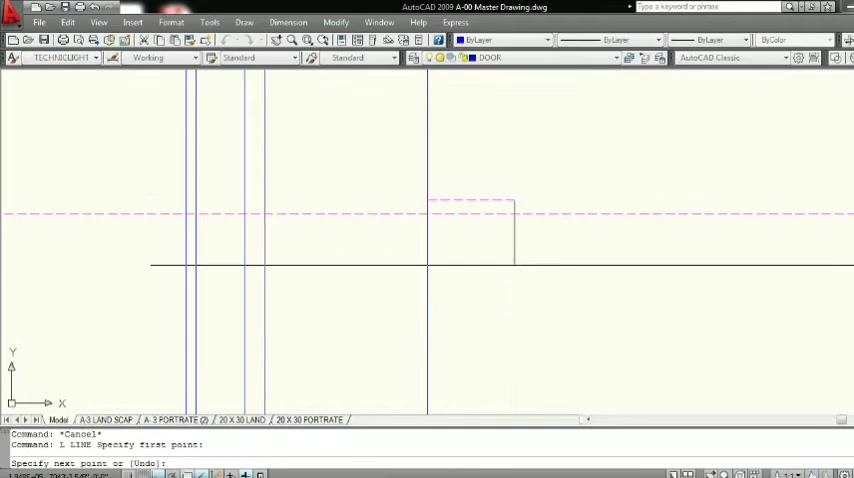 AutoCAD 2009 A-00 Master Drawing.dwg
Type a keyword or phrase
File Edit View Insert Format Tools Draw Dimension Modify Window Help Express
ByLayer ByLayer ByLayer ByColor
TECHNICLIGHT Working Standard Standard DOOR AutoCAD Classic
Y
X
Model A-3 LAND SCAP A- 3 PORTRATE (2) 20 X 30 LAND 20 X 30 PORTRATE
Command: *Cancel*
Command: L LINE Specify first point:
Specify next point or [Undo]:
1:1